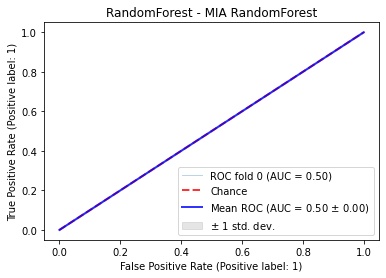 RandomForest - MIA RandomForest
1.0
0.8
0.6
0.4
0.2
0.0
True Positive Rate (Positive label: 1)
ROC fold 0 (AUC = 0.50)
Chance
Mean ROC (AUC = 0.50 ± 0.00)
± 1 std. dev.
0.0 0.2 0.4 0.6 0.8 1.0
False Positive Rate (Positive label: 1)